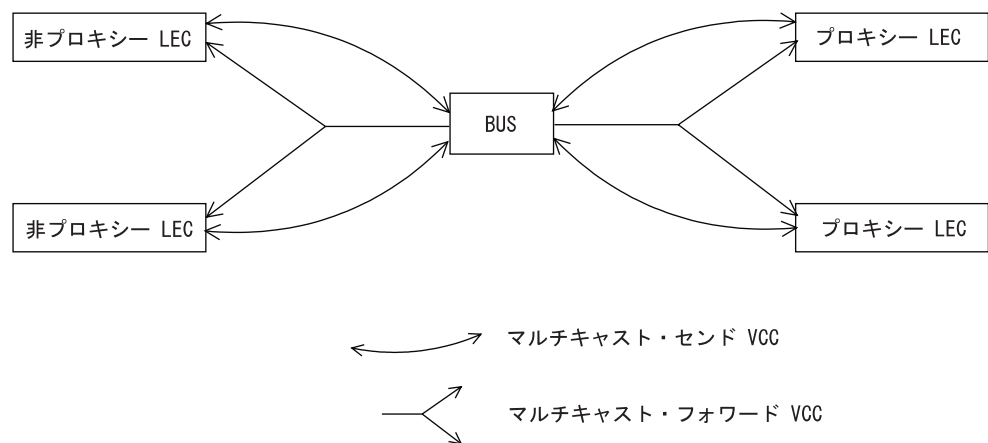 非プロキシー LEC
プロキシー LEC
BUS
非プロキシー LEC
プロキシー LEC
マルチキャスト・センド VCC
マルチキャスト・フォワード VCC